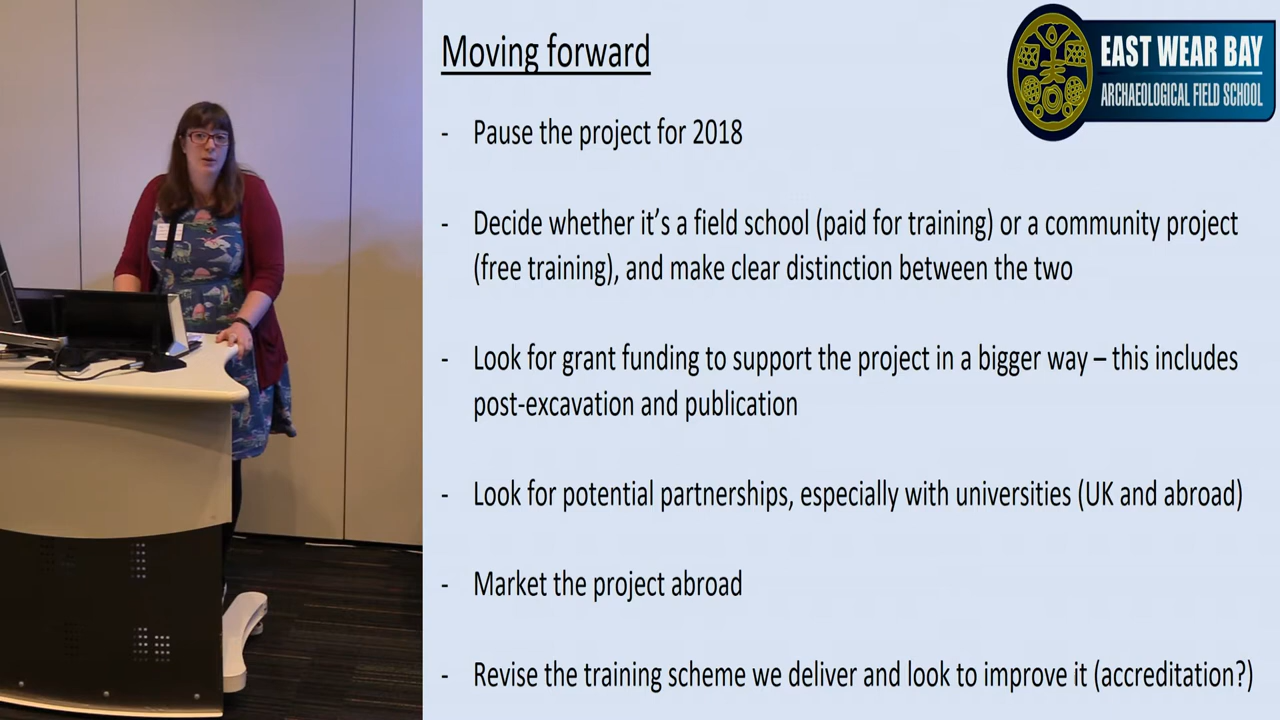 Moving forward
EAST WEAR BAY
ARCHAEOLOGICAL FIELD SCHOOL
- Pause the project for 2018
- Decide whether it's a field school (paid for training) or a community project
(free training), and make clear distinction between the two
- Look for grant funding to support the project in a bigger way – this includes
post-excavation and publication
- Look for potential partnerships, especially with universities (UK and abroad)
- Market the project abroad
- Revise the training scheme we deliver and look to improve it (accreditation?)